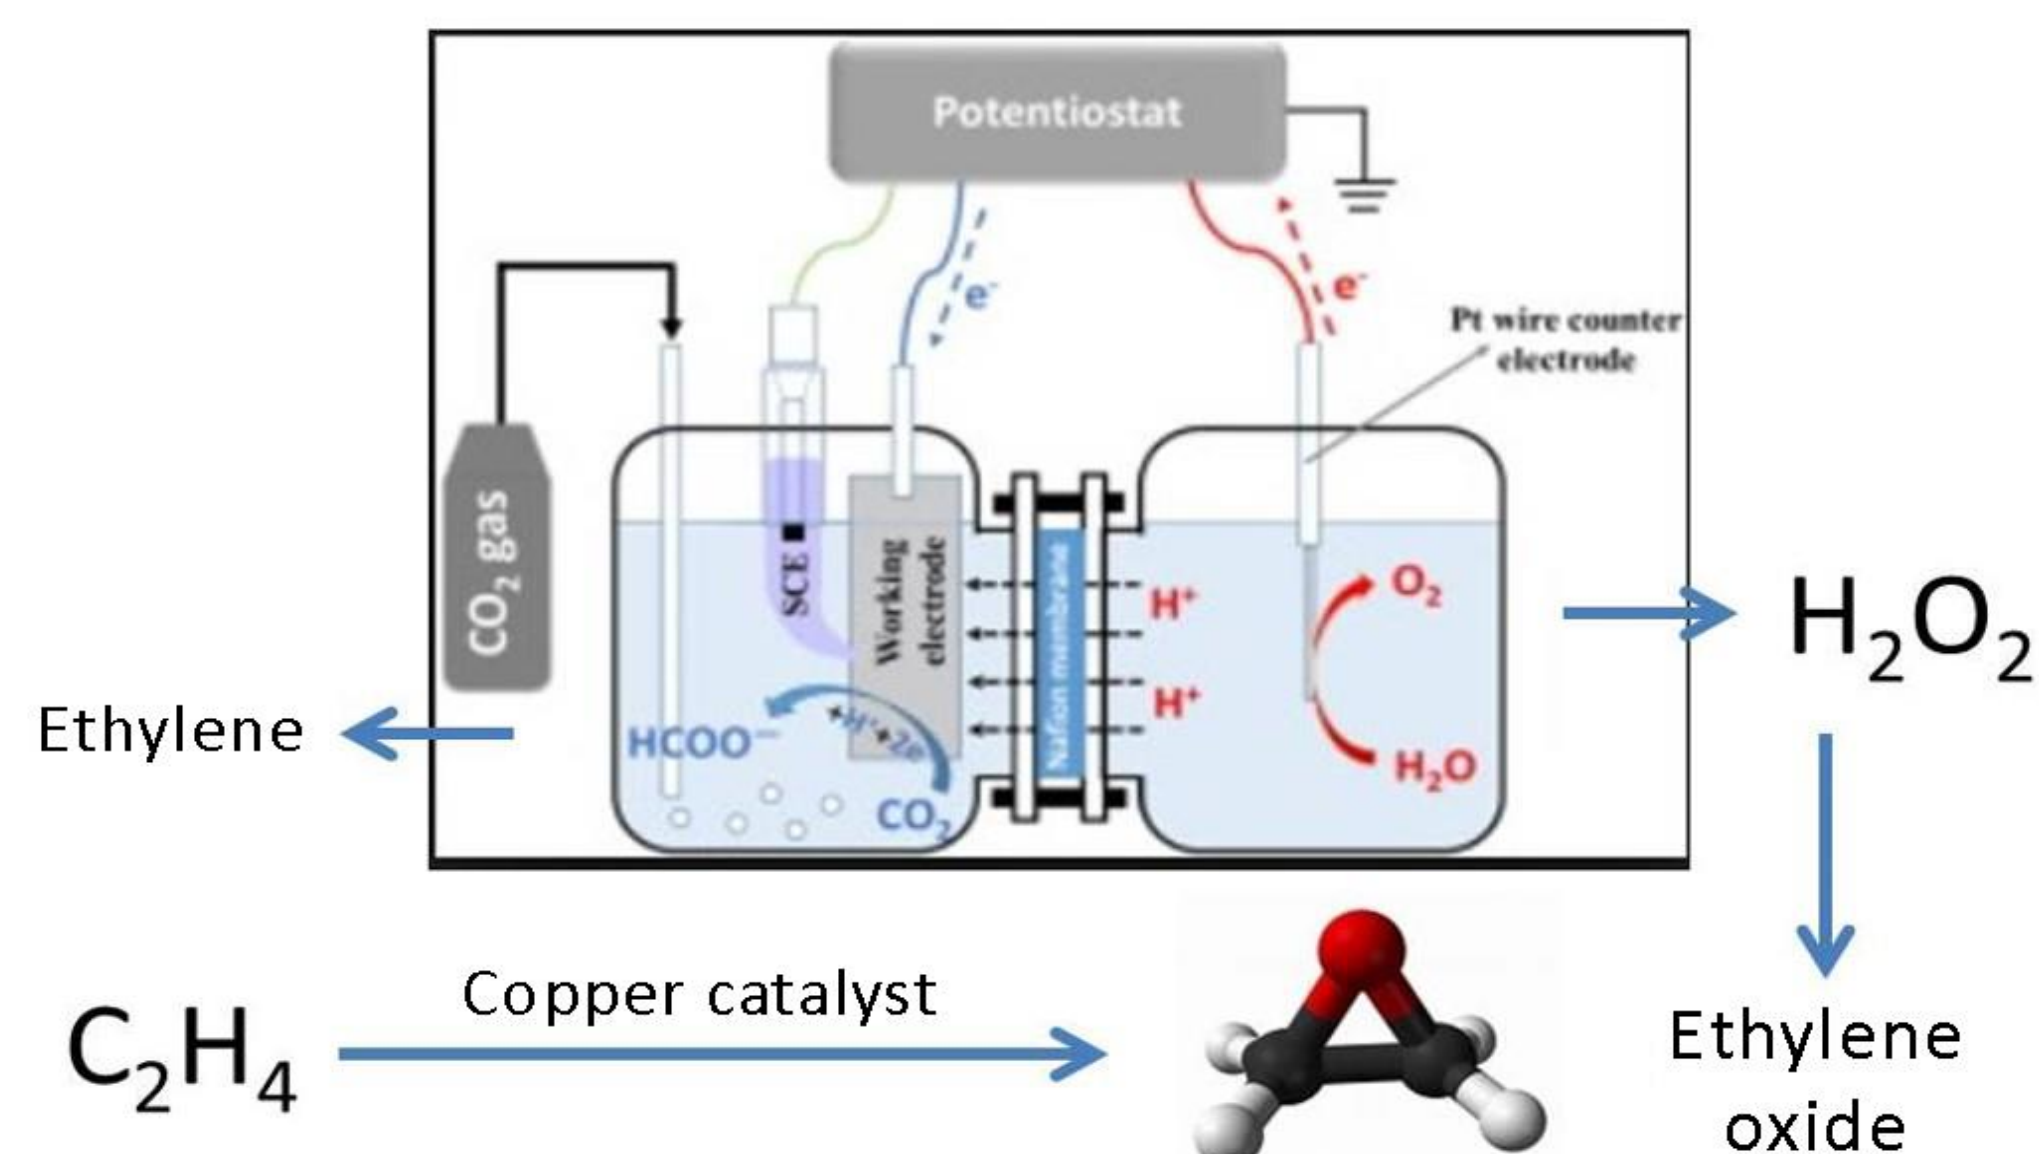 Potentiostat
e⁻
e⁻
Pt wire counter
electrode
CO₂ gas
SCE
Working
electrode
Nafion membrane
H⁺
H⁺
O₂
H₂O
HCOO⁻
+H⁺+2e⁻
CO₂
H₂O₂
Ethylene
C₂H₄
Copper catalyst
Ethylene
oxide